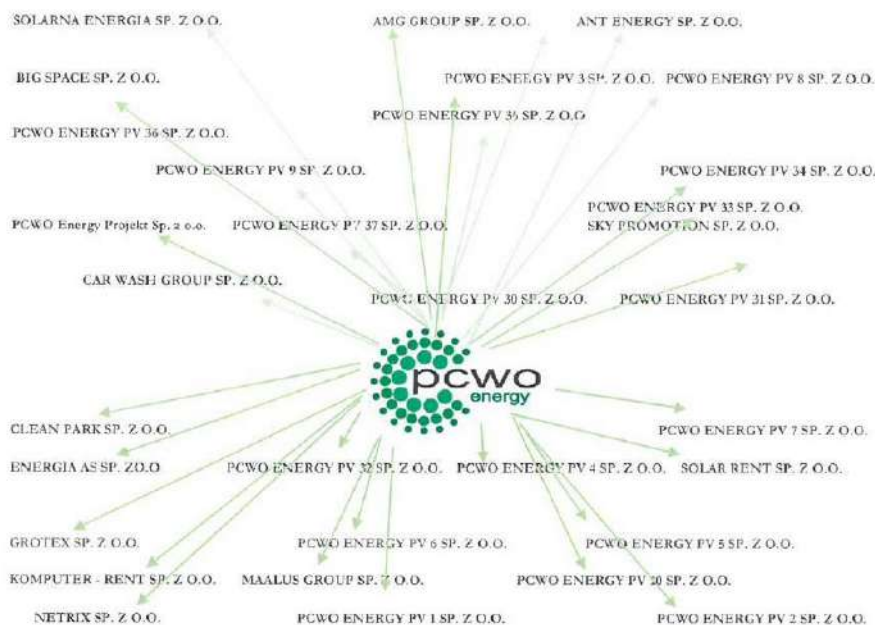 SOLARNA ENERGIA SP. Z O.O. AMG GROUP SP. Z O.O. ANT ENERGY SP. Z O.O.
BIG SPACE SP. Z O.O. PCWO ENERGY PV 3 SP. Z O.O. PCWO ENERGY PV 8 SP. Z O.O.
PCWO ENERGY PV 36 SP. Z O.O. PCWO ENERGY PV 35 SP. Z O.O.
PCWO ENERGY PV 9 SP. Z O.O. PCWO ENERGY PV 34 SP. Z O.O.
PCWO ENERGY PV 33 SP. Z O.O.
PCWO Energy Projekt Sp. z o.o. PCWO ENERGY PV 37 SP. Z O.O. SKY PROMOTION SP. Z O.O.
CAR WASH GROUP SP. Z O.O. PCWO ENERGY PV 30 SP. Z O.O. PCWO ENERGY PV 31 SP. Z O.O.
pcwo
energy
CLEAN PARK SP. Z O.O. PCWO ENERGY PV 7 SP. Z O.O.
ENERGIA AS SP. ZO.O PCWO ENERGY PV 32 SP. Z O.O. PCWO ENERGY PV 4 SP. Z O.O. SOLAR RENT SP. Z O.O.
GROTEX SP. Z O.O. PCWO ENERGY PV 6 SP. Z O.O. PCWO ENERGY PV 5 SP. Z O.O.
KOMPUTER - RENT SP. Z O.O. MAALUS GROUP SP. Z O.O. PCWO ENERGY PV 10 SP. Z O.O.
NETRIX SP. Z O.O. PCWO ENERGY PV 1 SP. Z O.O. PCWO ENERGY PV 2 SP. Z O.O.